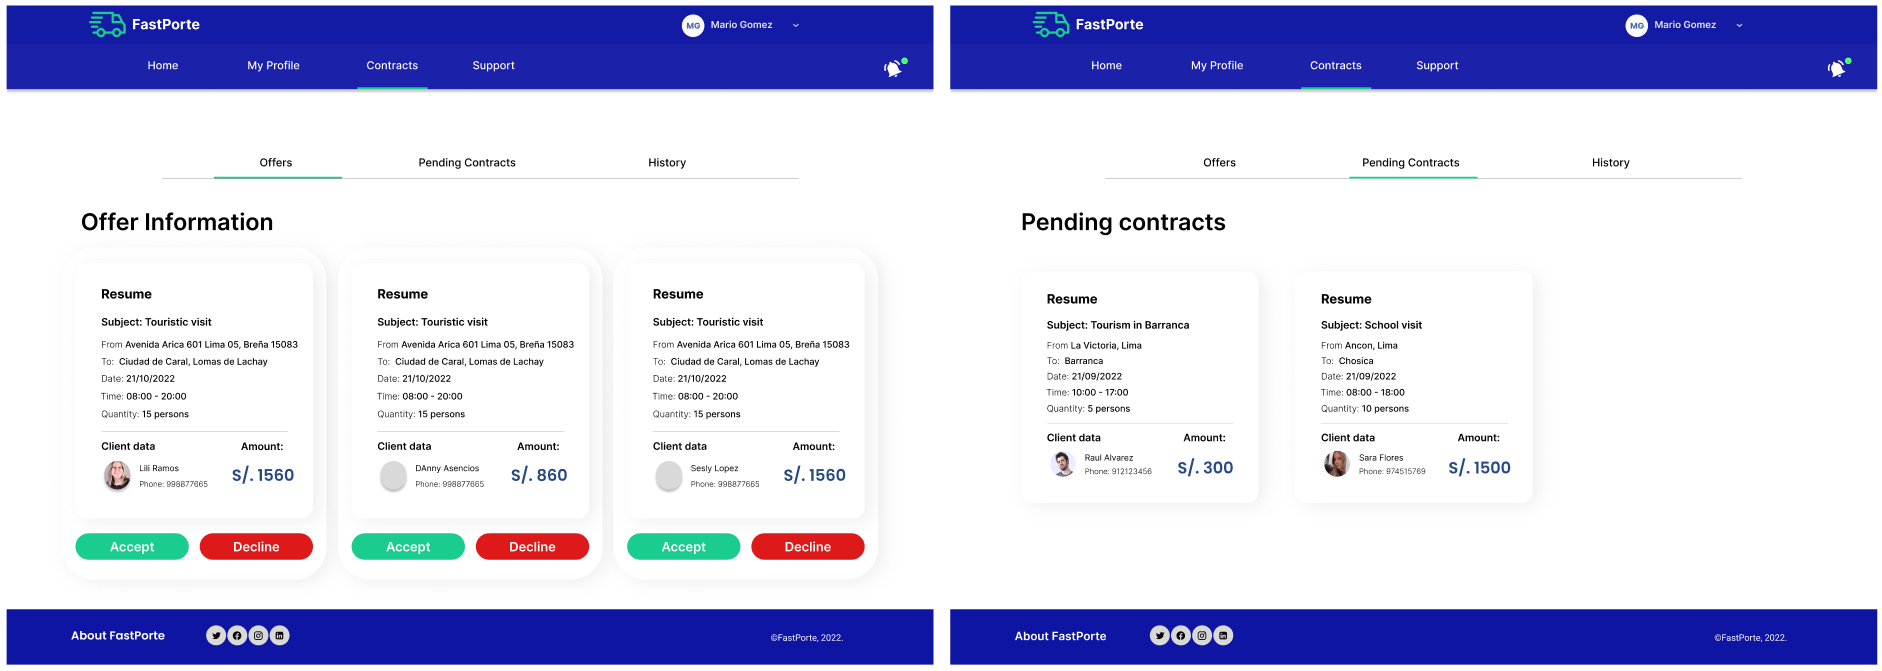 FastPorte
MG Mario Gomez
Home My Profile Contracts Support
Offers Pending Contracts History
Offer Information
Resume
Subject: Touristic visit
From Avenida Arica 601 Lima 05, Breña 15083
To: Ciudad de Caral, Lomas de Lachay
Date: 21/10/2022
Time: 08:00 - 20:00
Quantity: 15 persons
Client data Amount:
Lili Ramos
Phone: 998877665
S/. 1560
Accept Decline
Resume
Subject: Touristic visit
From Avenida Arica 601 Lima 05, Breña 15083
To: Ciudad de Caral, Lomas de Lachay
Date: 21/10/2022
Time: 08:00 - 20:00
Quantity: 15 persons
Client data Amount:
DAnny Asencios
Phone: 998877665
S/. 860
Accept Decline
Resume
Subject: Touristic visit
From Avenida Arica 601 Lima 05, Breña 15083
To: Ciudad de Caral, Lomas de Lachay
Date: 21/10/2022
Time: 08:00 - 20:00
Quantity: 15 persons
Client data Amount:
Sesly Lopez
Phone: 998877665
S/. 1560
Accept Decline
About FastPorte
©FastPorte, 2022.
FastPorte
MG Mario Gomez
Home My Profile Contracts Support
Offers Pending Contracts History
Pending contracts
Resume
Subject: Tourism in Barranca
From La Victoria, Lima
To: Barranca
Date: 21/09/2022
Time: 10:00 - 17:00
Quantity: 5 persons
Client data Amount:
Raul Alvarez
Phone: 912123456
S/. 300
Resume
Subject: School visit
From Ancon, Lima
To: Chosica
Date: 21/09/2022
Time: 08:00 - 18:00
Quantity: 10 persons
Client data Amount:
Sara Flores
Phone: 974515769
S/. 1500
About FastPorte
©FastPorte, 2022.